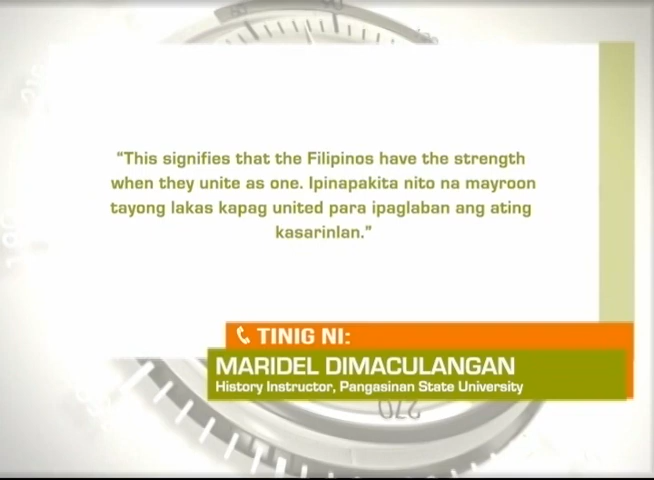 “This signifies that the Filipinos have the strength
when they unite as one. Ipinapakita nito na mayroon
tayong lakas kapag united para ipaglaban ang ating
kasarinlan.”
TINIG NI:
MARIDEL DIMACULANGAN
History Instructor, Pangasinan State University
270